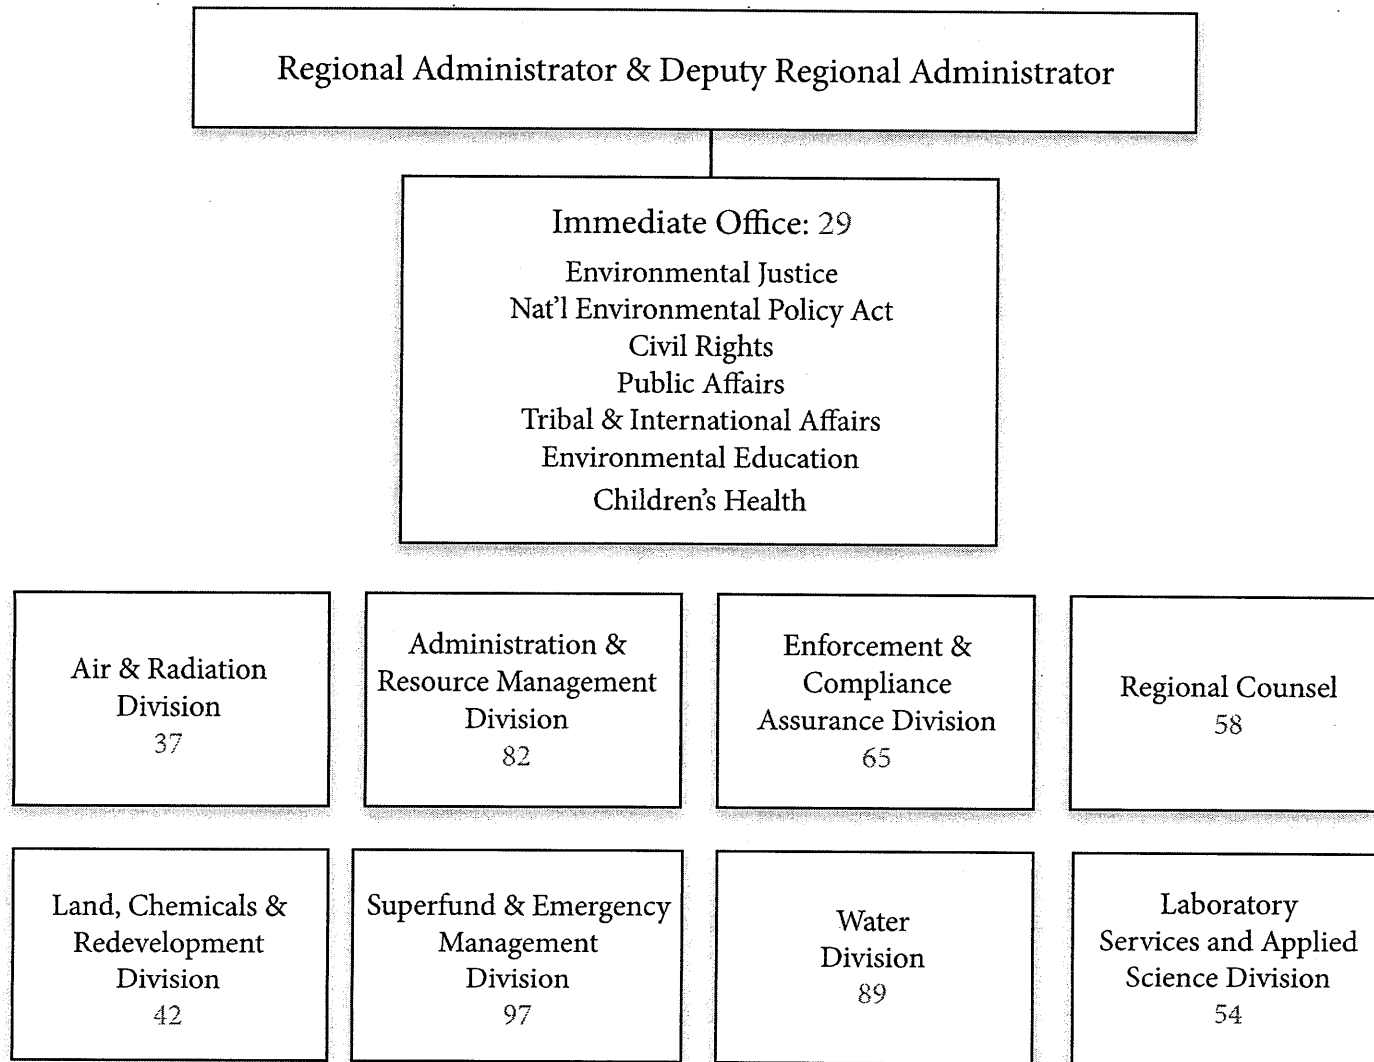 Regional Administrator & Deputy Regional Administrator
Immediate Office: 29
Environmental Justice
Nat’l Environmental Policy Act
Civil Rights
Public Affairs
Tribal & International Affairs
Environmental Education
Children’s Health
Air & Radiation
Division
37
Administration &
Resource Management
Division
82
Enforcement &
Compliance
Assurance Division
65
Regional Counsel
58
Land, Chemicals &
Redevelopment
Division
42
Superfund & Emergency
Management
Division
97
Water
Division
89
Laboratory
Services and Applied
Science Division
54